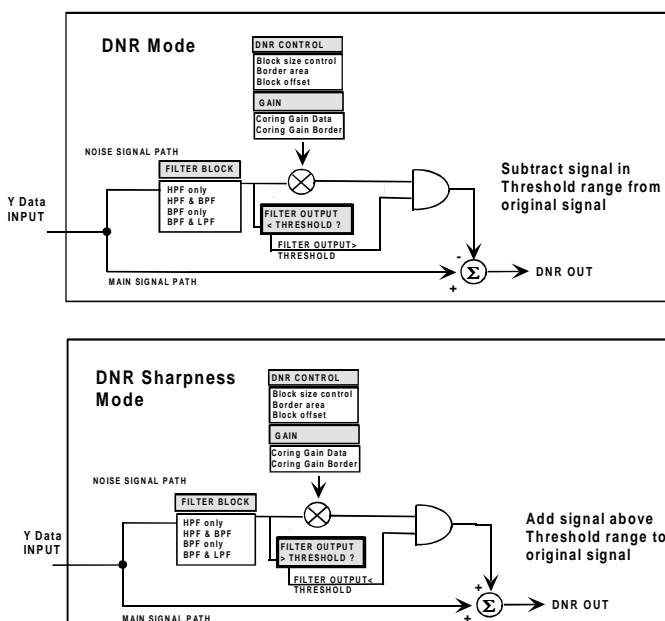 DNR Mode
DNR CONTROL
Block size control
Border area
Block offset
GAIN
Coring Gain Data
Coring Gain Border
NOISE SIGNAL PATH
FILTER BLOCK
Y Data
INPUT
HPF only
HPF & BPF
BPF only
BPF & LPF
FILTER OUTPUT
< THRESHOLD ?
FILTER OUTPUT>
THRESHOLD
Subtract signal in
Threshold range from
original signal
-
Σ
+
DNR OUT
MAIN SIGNAL PATH
DNR Sharpness
Mode
DNR CONTROL
Block size control
Border area
Block offset
GAIN
Coring Gain Data
Coring Gain Border
NOISE SIGNAL PATH
FILTER BLOCK
Y Data
INPUT
HPF only
HPF & BPF
BPF only
BPF & LPF
FILTER OUTPUT
> THRESHOLD ?
FILTER OUTPUT<
THRESHOLD
Add signal above
Threshold range to
original signal
+
Σ
+
DNR OUT
MAIN SIGNAL PATH